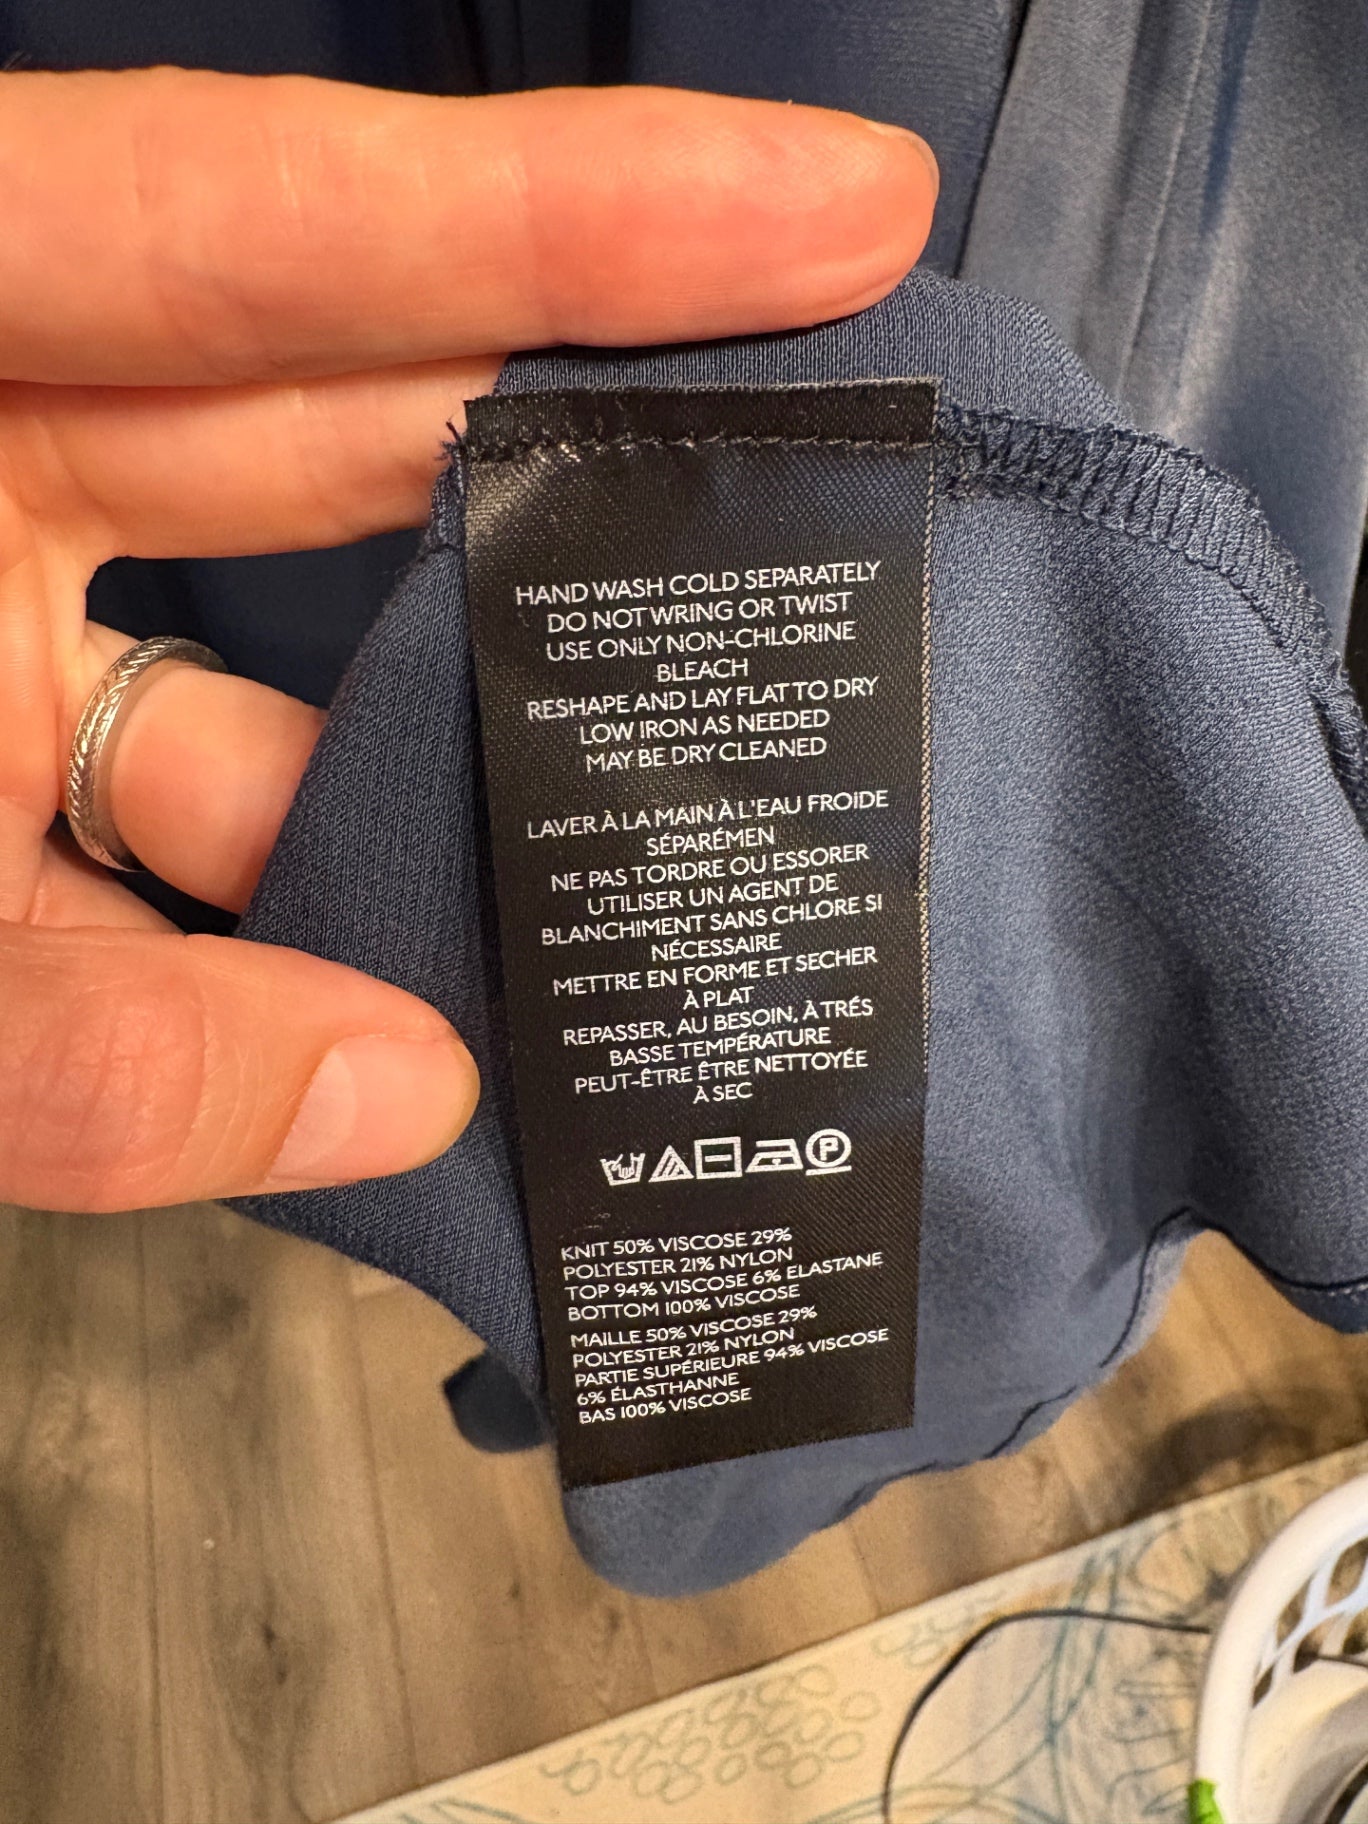 HAND WASH COLD SEPARATELY
DO NOT WRING OR TWIST
USE ONLY NON-CHLORINE
BLEACH
RESHAPE AND LAY FLAT TO DRY
LOW IRON AS NEEDED
MAY BE DRY CLEANED
LAVER À LA MAIN À L'EAU FROIDE
SÉPARÉMEN
NE PAS TORDRE OU ESSORER
UTILISER UN AGENT DE
BLANCHIMENT SANS CHLORE SI
NÉCESSAIRE
METTRE EN FORME ET SECHER
À PLAT
REPASSER, AU BESOIN, À TRÉS
BASSE TEMPÉRATURE
PEUT-ÊTRE ÊTRE NETTOYÉE
À SEC
P
KNIT 50% VISCOSE 29%
POLYESTER 21% NYLON
TOP 94% VISCOSE 6% ELASTANE
BOTTOM 100% VISCOSE
MAILLE 50% VISCOSE 29%
POLYESTER 21% NYLON
PARTIE SUPÉRIEURE 94% VISCOSE
6% ÉLASTHANNE
BAS 100% VISCOSE